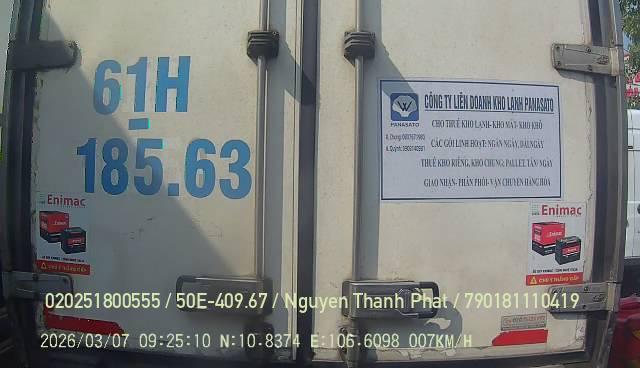 61H
-
185.63
CÔNG TY LIÊN DOANH KHO LẠNH PANASATO
PANASATO
CHO THUÊ KHO LẠNH- KHO MÁT- KHO KHÔ
CÁC GÓI LINH HOẠT: NGẮN NGÀY, DÀI NGÀY
THUÊ KHO RIÊNG, KHO CHUNG; PALLET, TẤN/ NGÀY
GIAO NHẬN- PHÂN PHỐI- VẬN CHUYỂN HÀNG HÓA
A.Chung:
A.Quỳnh:
Enimac
Enimac
020251800555 / 50E-409.67 / Nguyen Thanh Phat / 790181110419
2026/03/07 09:25:10 N:10.8374 E:106.6098 007KM/H